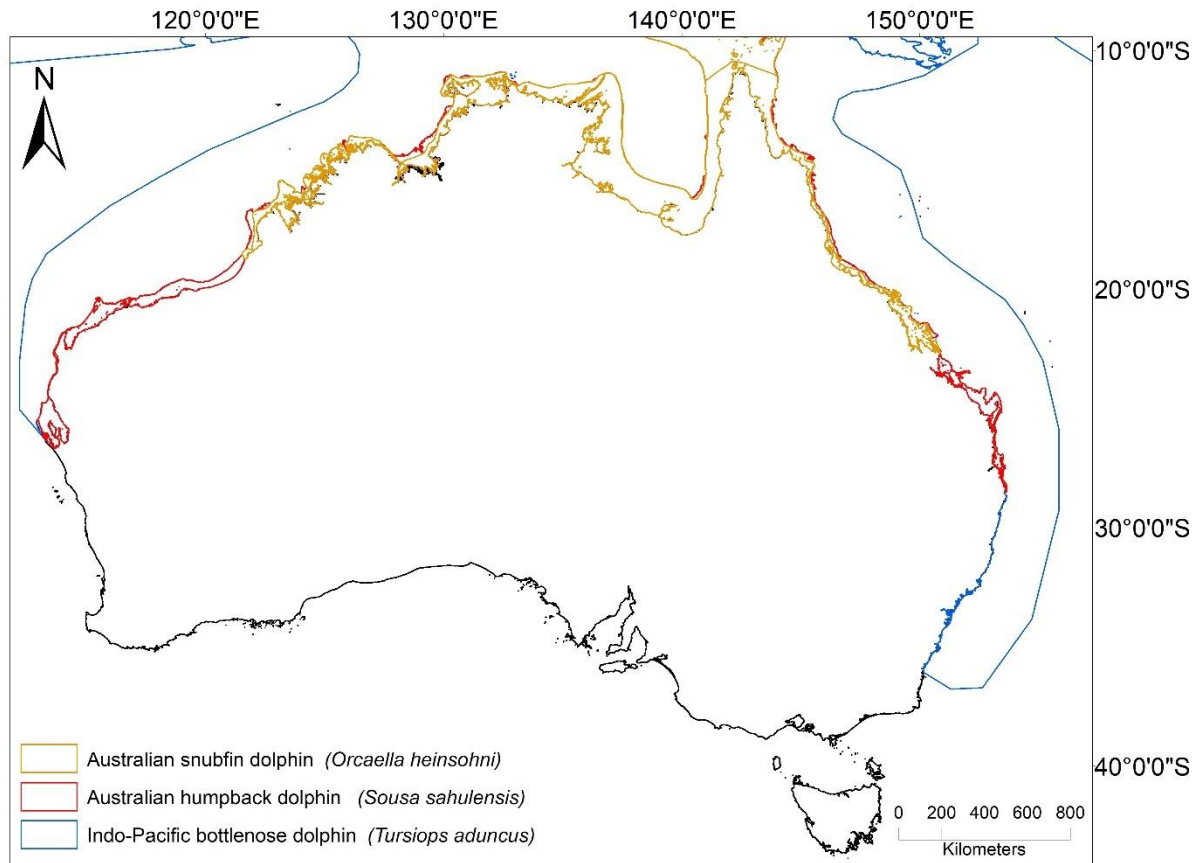 120°0'0"E 130°0'0"E 140°0'0"E 150°0'0"E
10°0'0"S
N
20°0'0"S
30°0'0"S
Australian snubfin dolphin (Orcaella heinsohni)
40°0'0"S
Australian humpback dolphin (Sousa sahulensis)
0 200 400 600 800
Indo-Pacific bottlenose dolphin (Tursiops aduncus)
Kilometers